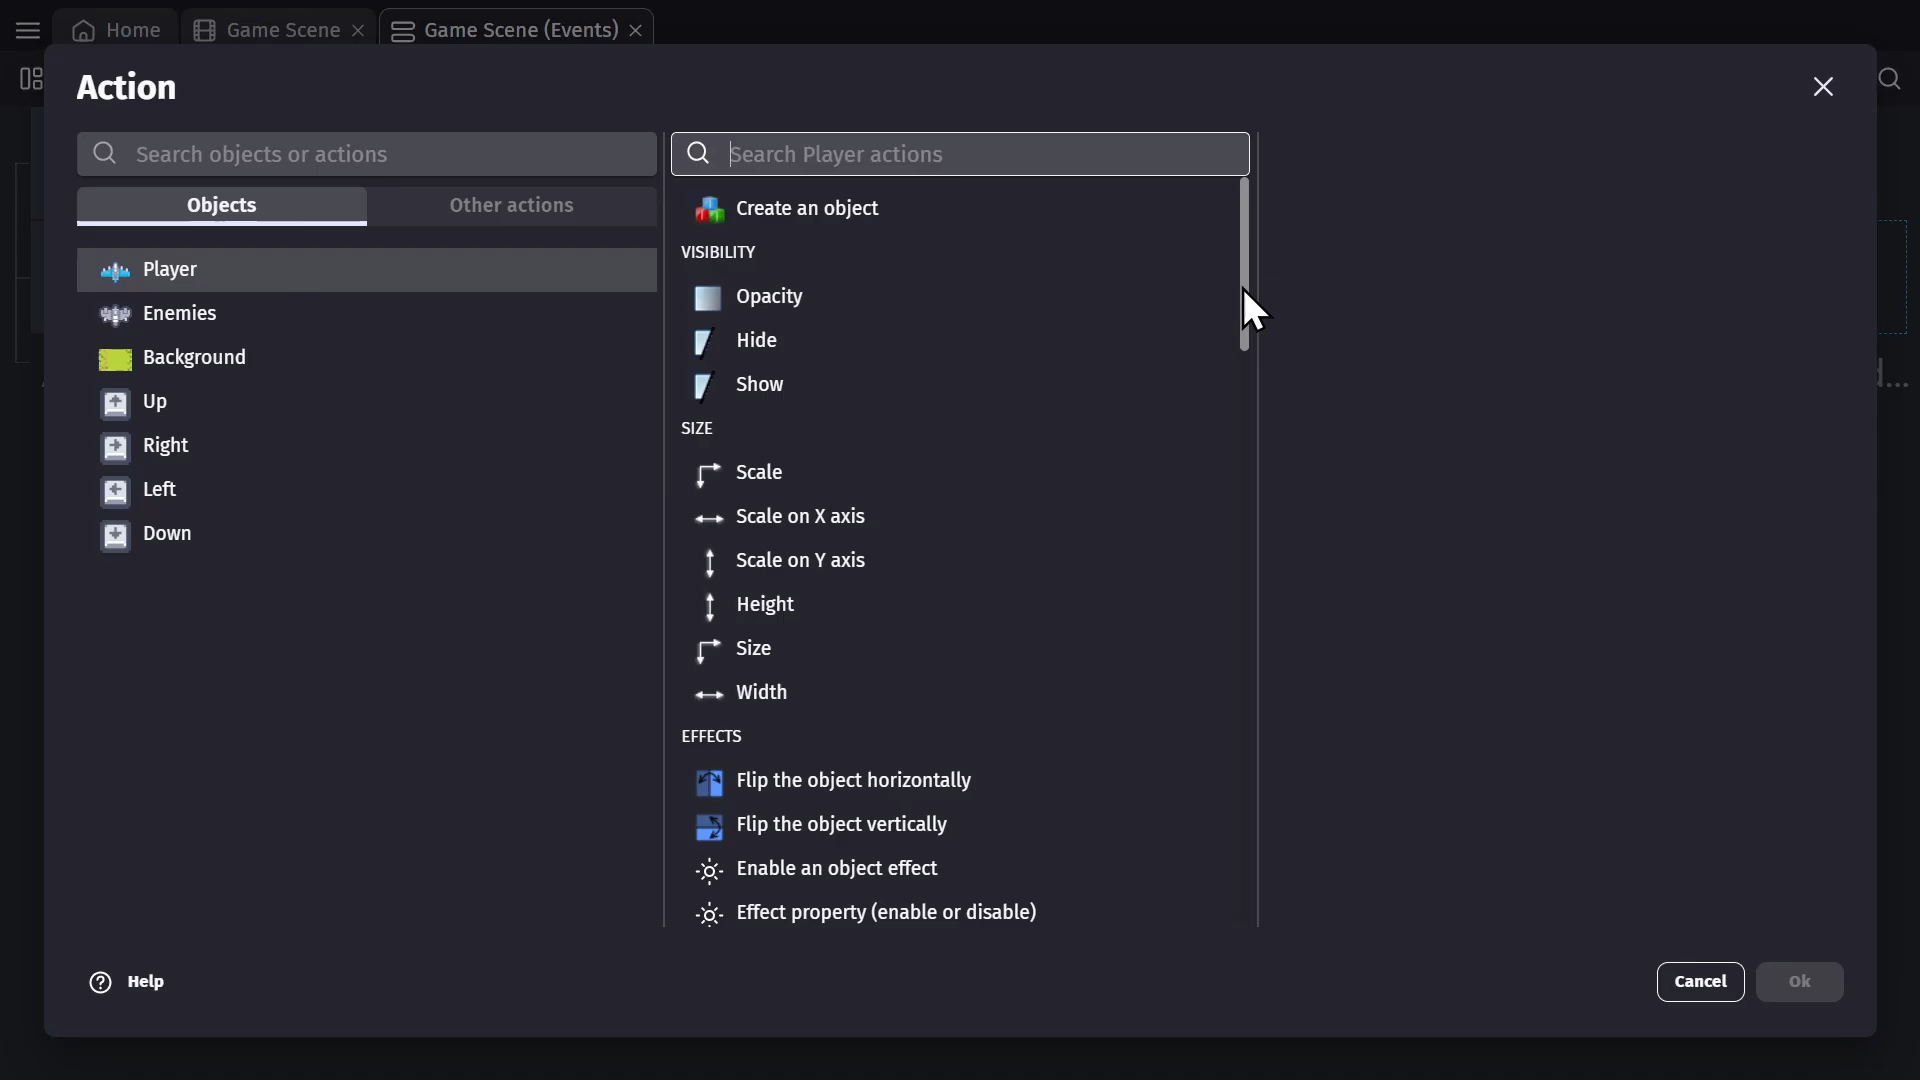 Home
Game Scene
Game Scene (Events)
Action
Search objects or actions
Search Player actions
Objects
Other actions
Player
Enemies
Background
Up
Right
Left
Down
Create an object
VISIBILITY
Opacity
Hide
Show
SIZE
Scale
Scale on X axis
Scale on Y axis
Height
Size
Width
EFFECTS
Flip the object horizontally
Flip the object vertically
Enable an object effect
Effect property (enable or disable)
Help
Cancel
Ok